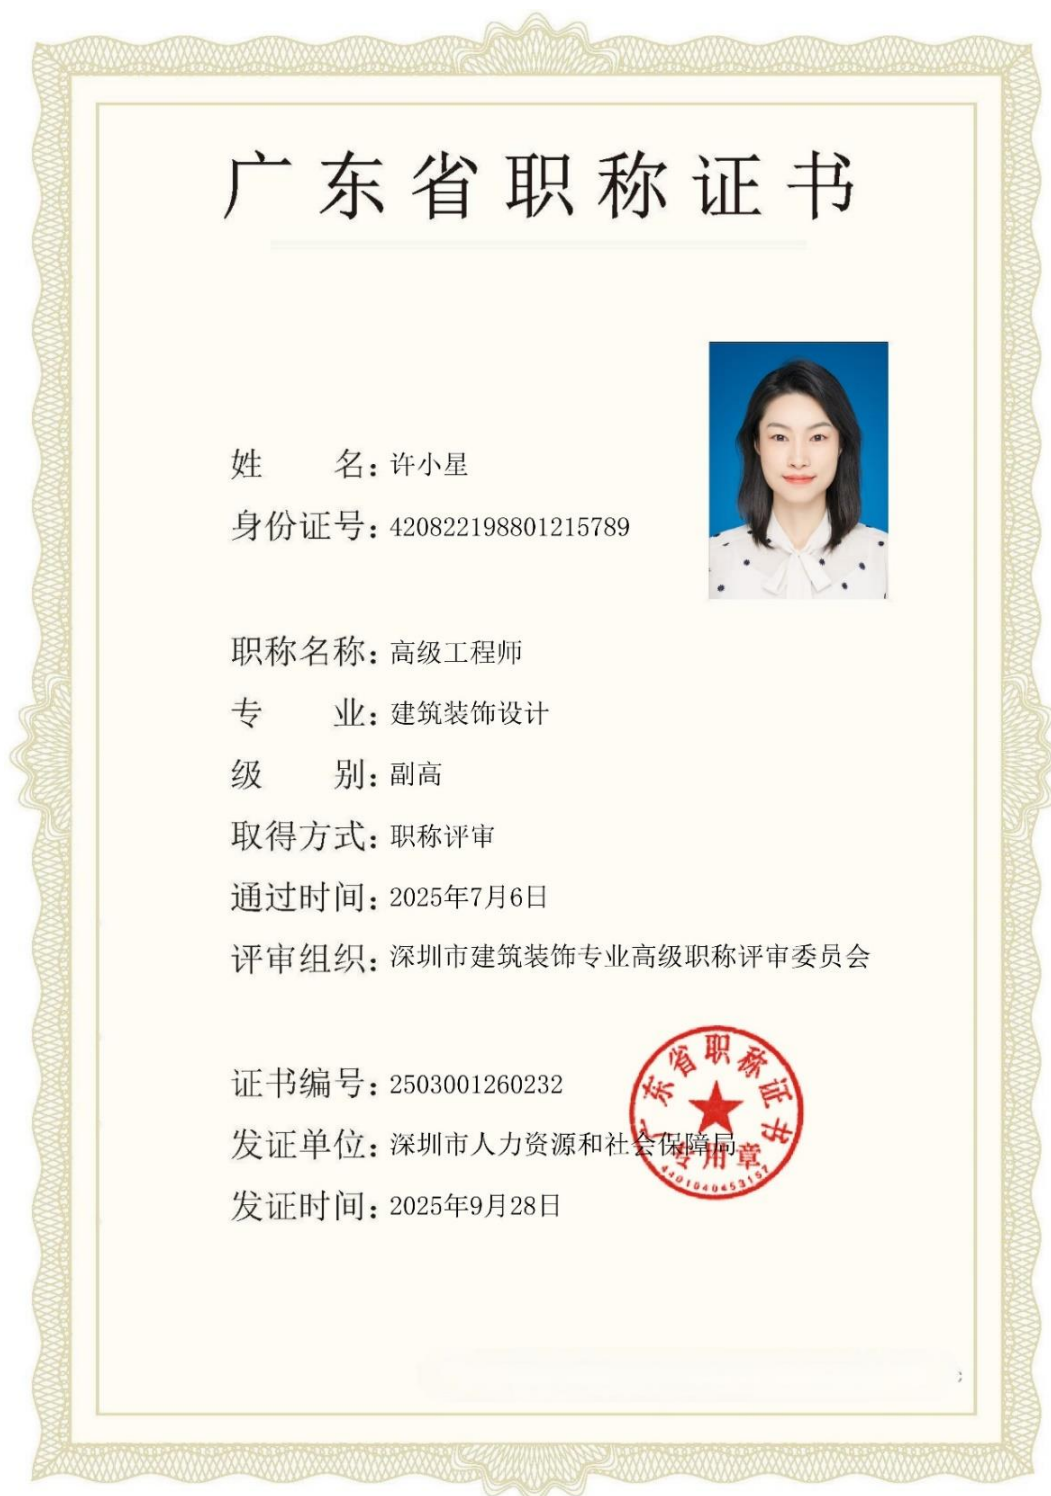 广东省职称证书
姓 名：许小星
身份证号：420822198801215789
职称名称：高级工程师
专 业：建筑装饰设计
级 别：副高
取得方式：职称评审
通过时间：2025年7月6日
评审组织：深圳市建筑装饰专业高级职称评审委员会
证书编号：2503001260232
发证单位：深圳市人力资源和社会保障局
发证时间：2025年9月28日
广东省职称证书
专用章
4401040453157